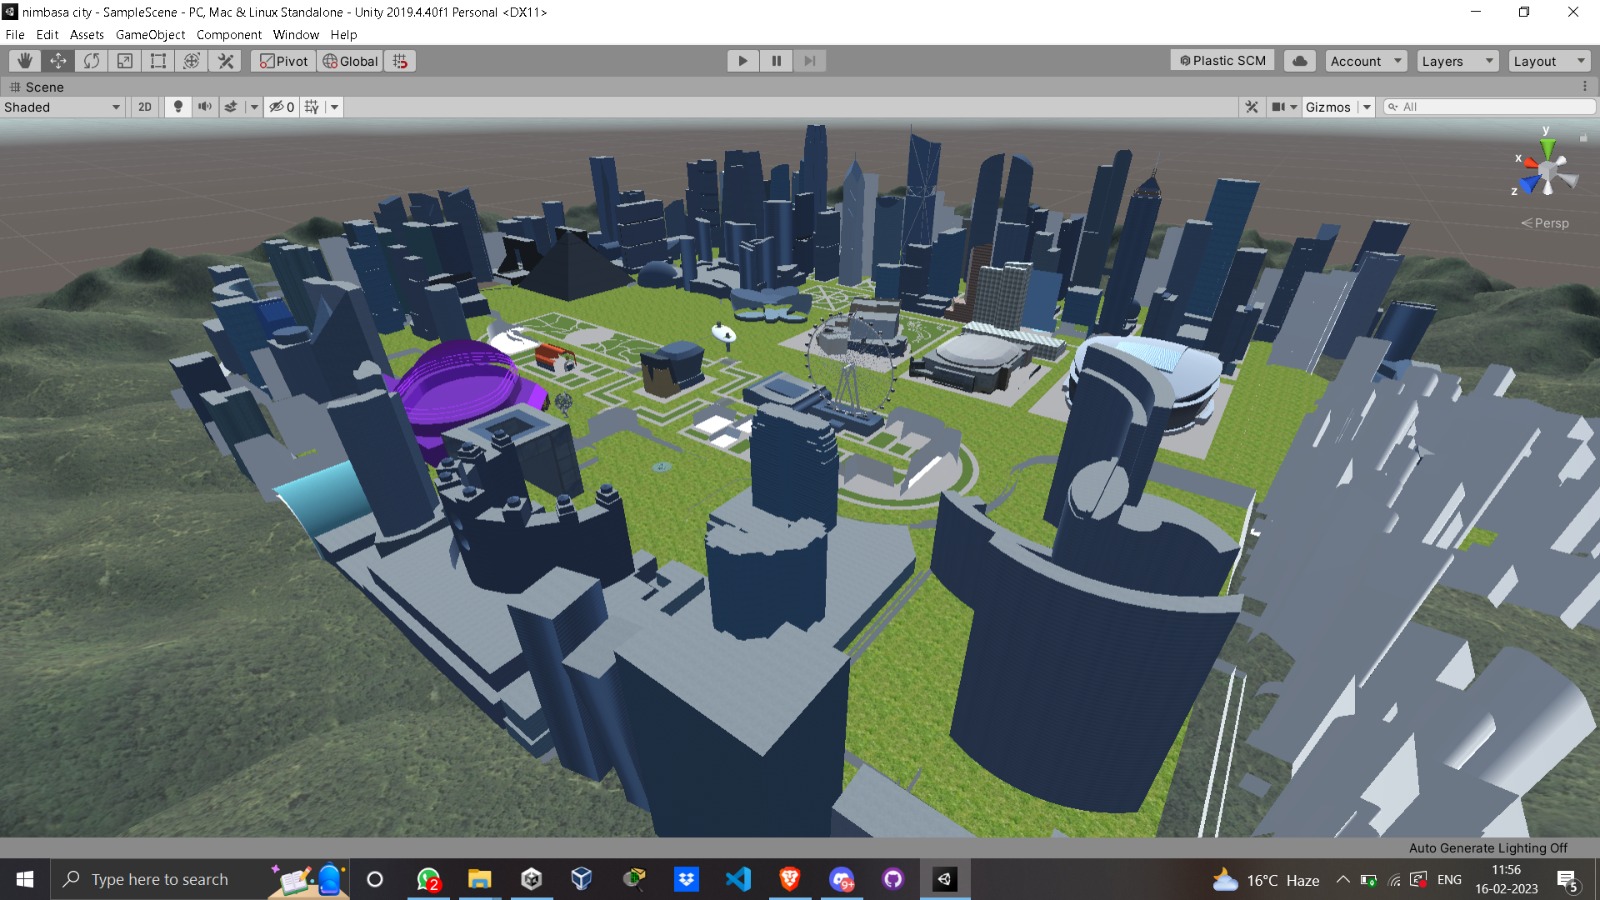 nimbasa city - SampleScene - PC, Mac & Linux Standalone - Unity 2019.4.40f1 Personal <DX11>
File Edit Assets GameObject Component Window Help
Pivot Global Plastic SCM Account Layers Layout
Scene
Shaded 2D 0 Gizmos All
y
x
z
Persp
Auto Generate Lighting Off
Type here to search 2 9+ 16°C Haze ENG 11:56
16-02-2023 5